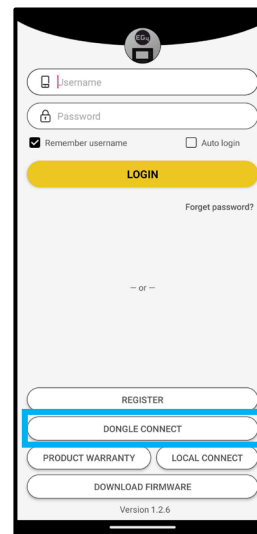 EG4
Username
Password
Remember username Auto login
LOGIN
Forget password?
— or —
REGISTER
DONGLE CONNECT
PRODUCT WARRANTY LOCAL CONNECT
DOWNLOAD FIRMWARE
Version 1.2.6